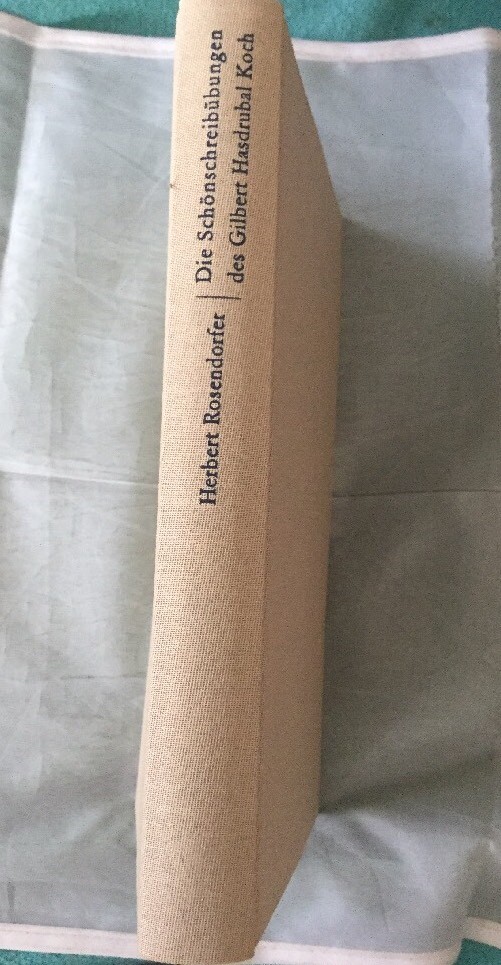 Herbert Rosendorfer
Die Schönschreibübungen
des Gilbert Hasdrubal Koch